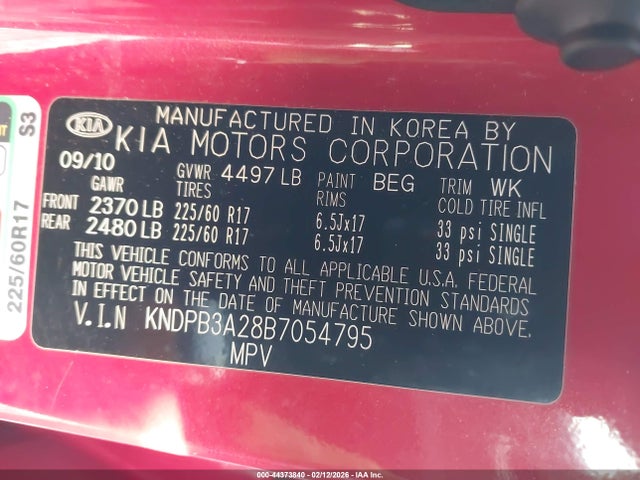 MANUFACTURED IN KOREA BY
KIA KIA MOTORS CORPORATION
09/10 GVWR 4497 LB PAINT BEG TRIM WK
GAWR TIRES RIMS COLD TIRE INFL
FRONT 2370 LB 225/60 R17 6.5Jx17 33 psi SINGLE
REAR 2480 LB 225/60 R17 6.5Jx17 33 psi SINGLE
THIS VEHICLE CONFORMS TO ALL APPLICABLE U.S.A. FEDERAL
MOTOR VEHICLE SAFETY AND THEFT PREVENTION STANDARDS
IN EFFECT ON THE DATE OF MANUFACTURE SHOWN ABOVE.
V.I.N KNDPB3A28B7054795
MPV
S3
225/60R17
000-44373840 - 02/12/2026 - IAA Inc.